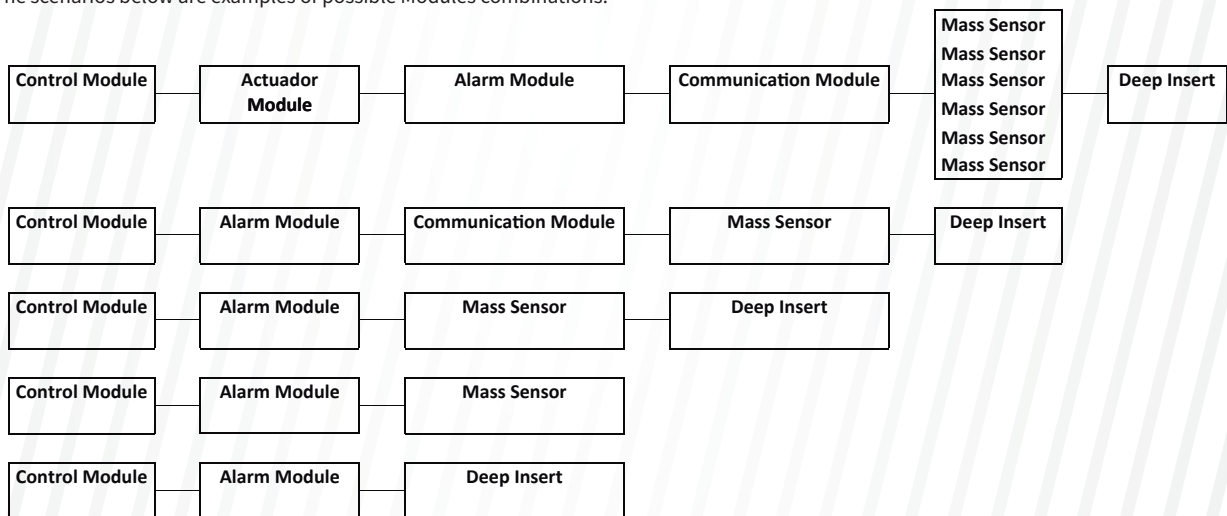 The scenarios below are examples of possible Modules combinations:
Mass Sensor
Mass Sensor
Control Module Actuador Alarm Module Communication Module Mass Sensor Deep Insert
Module Mass Sensor
Mass Sensor
Mass Sensor
Control Module Alarm Module Communication Module Mass Sensor Deep Insert
Control Module Alarm Module Mass Sensor Deep Insert
Control Module Alarm Module Mass Sensor
Control Module Alarm Module Deep Insert